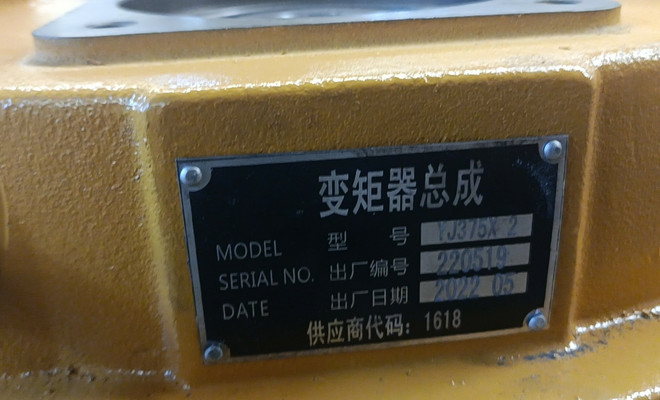 变矩器总成
MODEL 型 号 YJ375X 2
SERIAL NO. 出厂编号 220519
DATE 出厂日期 2022 05
供应商代码：1618